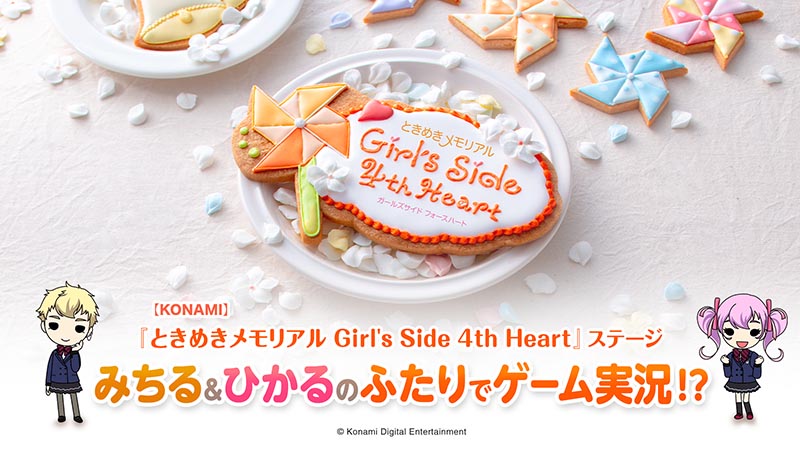 ときめきメモリアル
Girl's Side
4th Heart
ガールズサイド フォースハート
【KONAMI】
『ときめきメモリアル Girl's Side 4th Heart』ステージ
みちる&ひかるのふたりでゲーム実況!?
© Konami Digital Entertainment